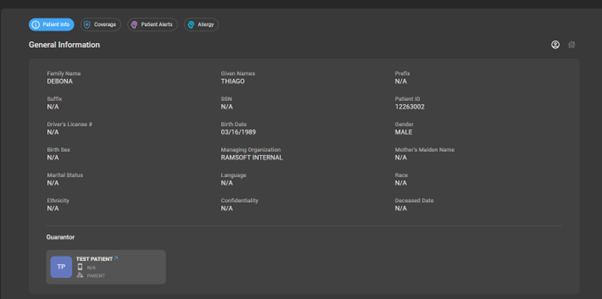 Patient Info Coverage Patient Alerts Allergy
General Information
Family Name Given Names Prefix
DEBONA THIAGO N/A
Suffix SSN Patient ID
N/A N/A 12263002
Driver's License # Birth Date Gender
N/A 03/16/1989 MALE
Birth Sex Managing Organization Mother's Maiden Name
N/A RAMSOFT INTERNAL N/A
Marital Status Language Race
N/A N/A N/A
Ethnicity Confidentiality Deceased Date
N/A N/A N/A
Guarantor
TP TEST PATIENT
N/A
PARENT